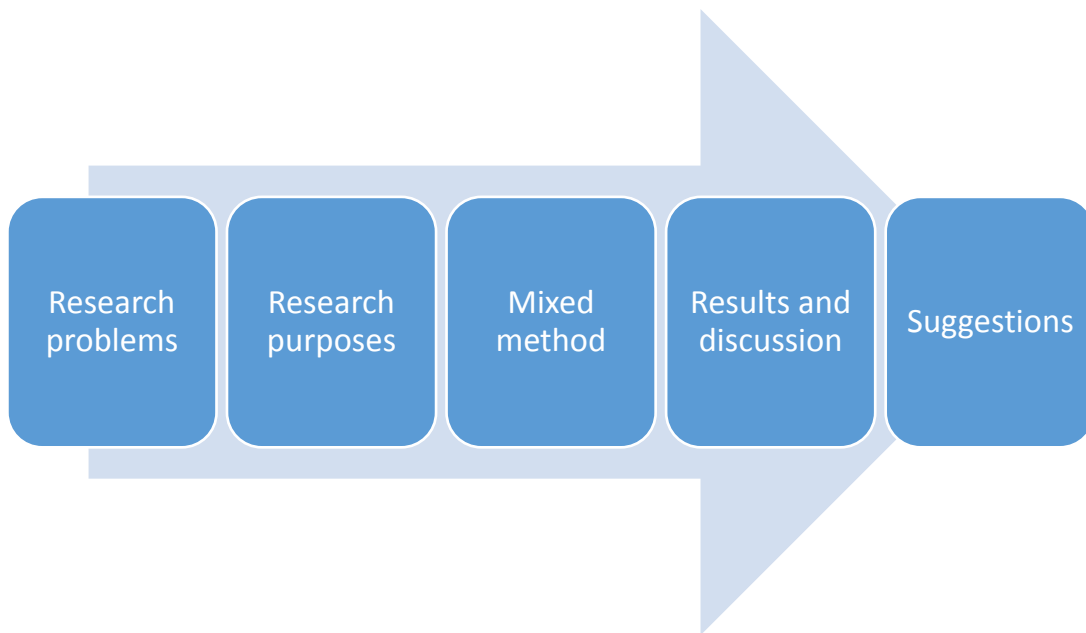 Research
problems
Research
purposes
Mixed
method
Results and
discussion
Suggestions